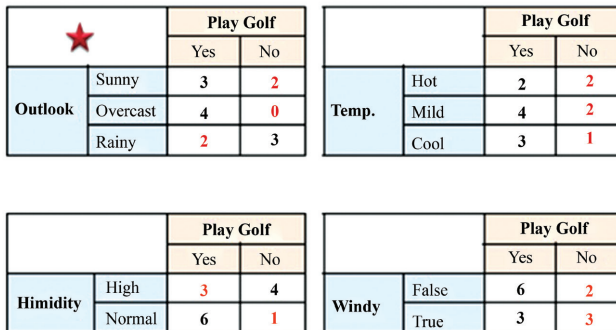 Play Golf
Yes No
Outlook
Sunny 3 2
Overcast 4 0
Rainy 2 3
Play Golf
Yes No
Temp.
Hot 2 2
Mild 4 2
Cool 3 1
Play Golf
Yes No
Himidity
High 3 4
Normal 6 1
Play Golf
Yes No
Windy
False 6 2
True 3 3